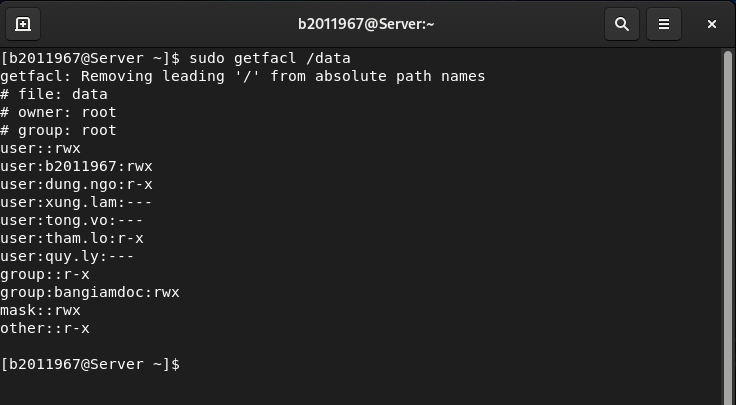 b2011967@Server:~
[b2011967@Server ~]$ sudo getfacl /data
getfacl: Removing leading '/' from absolute path names
# file: data
# owner: root
# group: root
user::rwx
user:b2011967:rwx
user:dung.ngo:r-x
user:xung.lam:---
user:tong.vo:---
user:tham.lo:r-x
user:quy.ly:---
group::r-x
group:bangiamdoc:rwx
mask::rwx
other::r-x
[b2011967@Server ~]$